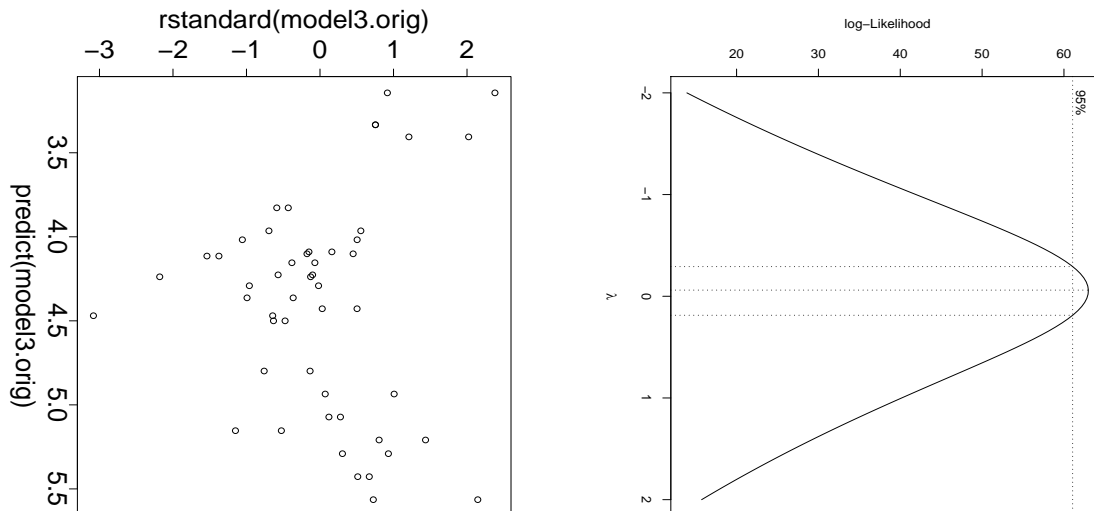 rstandard(model3.orig)
−3 −2 −1 0 1 2
3.5 4.0 4.5 5.0 5.5
predict(model3.orig)
log−Likelihood
20 30 40 50 60
95%
−2 −1 0 1 2
λ